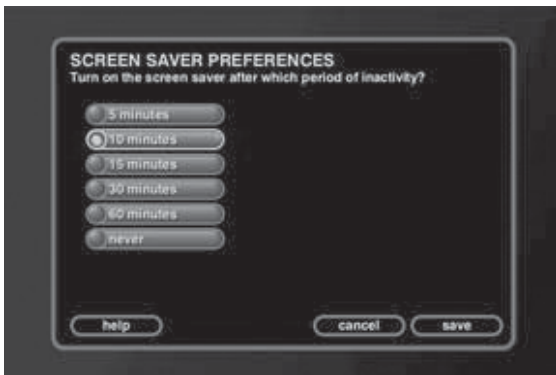 SCREEN SAVER PREFERENCES
Turn on the screen saver after which period of inactivity?
5 minutes
10 minutes
15 minutes
30 minutes
60 minutes
never
help
cancel
save